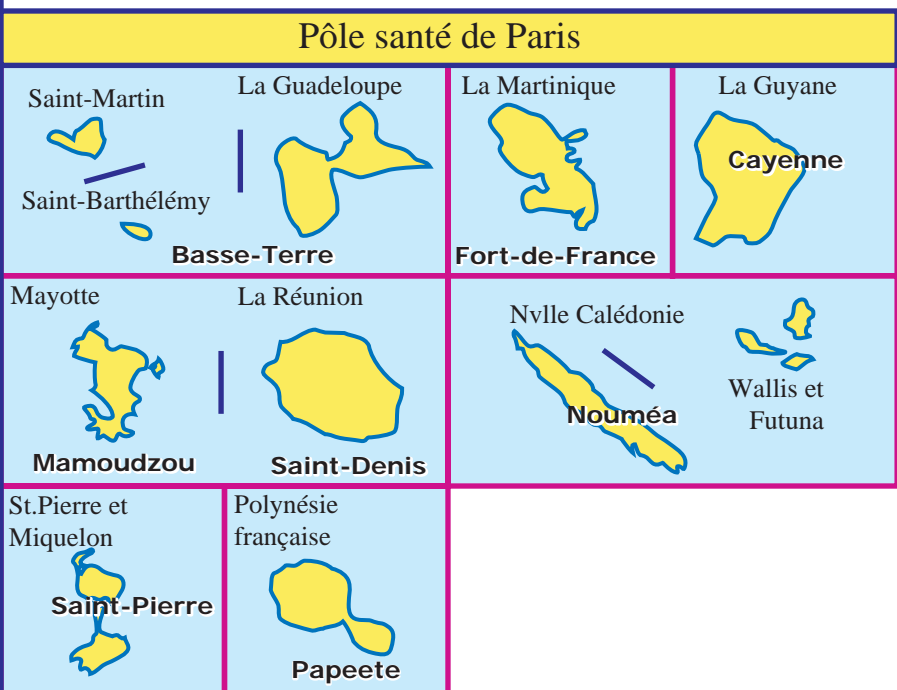 Pôle santé de Paris
Saint-Martin
La Guadeloupe
Saint-Barthélémy
Basse-Terre
La Martinique
Fort-de-France
La Guyane
Cayenne
Mayotte
La Réunion
Mamoudzou
Saint-Denis
Nvlle Calédonie
Nouméa
Wallis et
Futuna
St.Pierre et
Miquelon
Saint-Pierre
Polynésie
française
Papeete